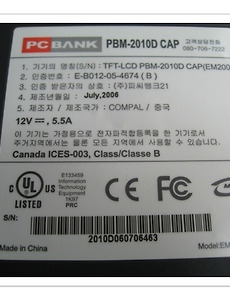 PC BANK PBM-2010D CAP 고객상담전화
080-706-7222
1. 기기의 명칭(S/N) : TFT-LCD PBM-2010D CAP(EM200
2. 인증번호 : E-B012-05-4674 ( B )
3. 인증받은자의 상호 : (주)피씨뱅크21
4. 제조년월일 : July,2006
5. 제조자 / 제조국가 : COMPAL / 중국
12V ⎓ 5.5A
이 기기는 가정용으로 전자파적합등록을 한 기기로서
주거지역에서는 물론 모든 지역에서 사용할 수 있습니다.
Canada ICES-003, Class/Classe B
C UL US
LISTED
E133459
Information
Technology
Equipment
1K97
PRC
S/N:
2010D060706463
Made in China
Model: EM